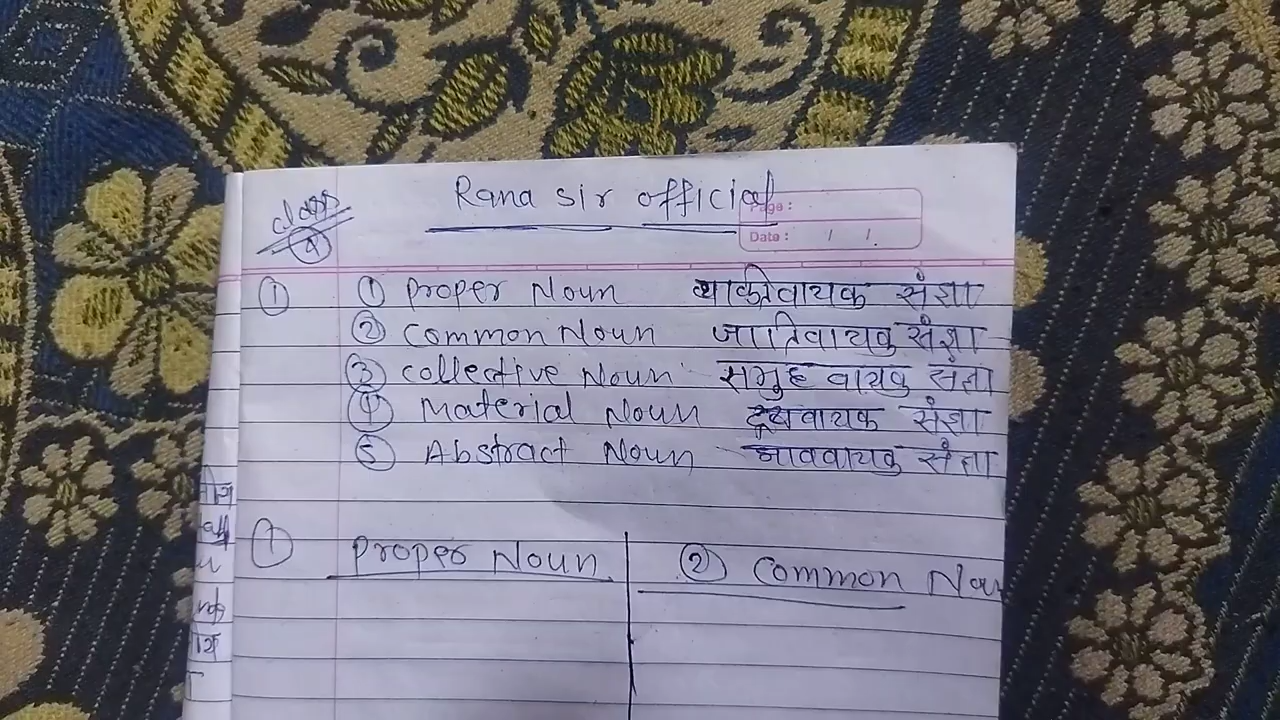 Rana Sir official
class
4
Page :
Date : / /
① ① Proper Noun व्यक्तिवाचक संज्ञा
② Common Noun जातिवाचक संज्ञा
③ Collective Noun समुह वाचक संज्ञा
④ Material Noun द्रव्यवाचक संज्ञा
⑤ Abstract Noun भाववाचक संज्ञा
① Proper Noun ② Common Noun